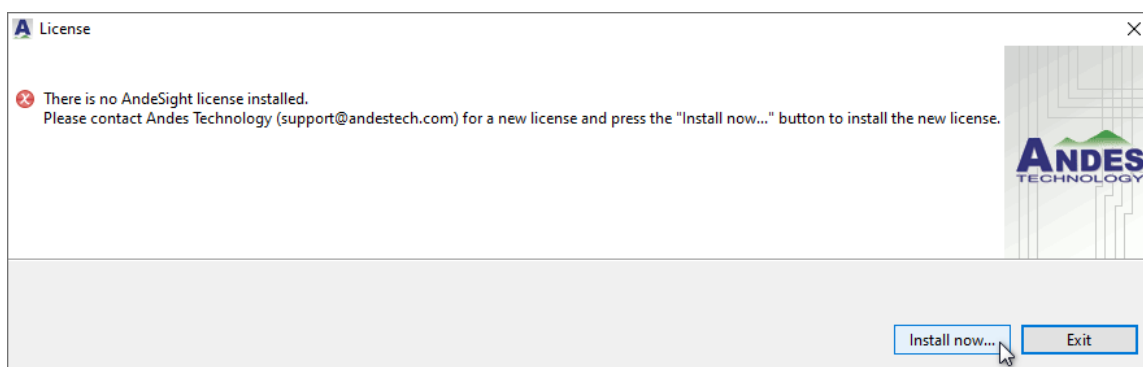 License
There is no AndeSight license installed.
Please contact Andes Technology (support@andestech.com) for a new license and press the "Install now..." button to install the new license.
ANDES
TECHNOLOGY
Install now...
Exit